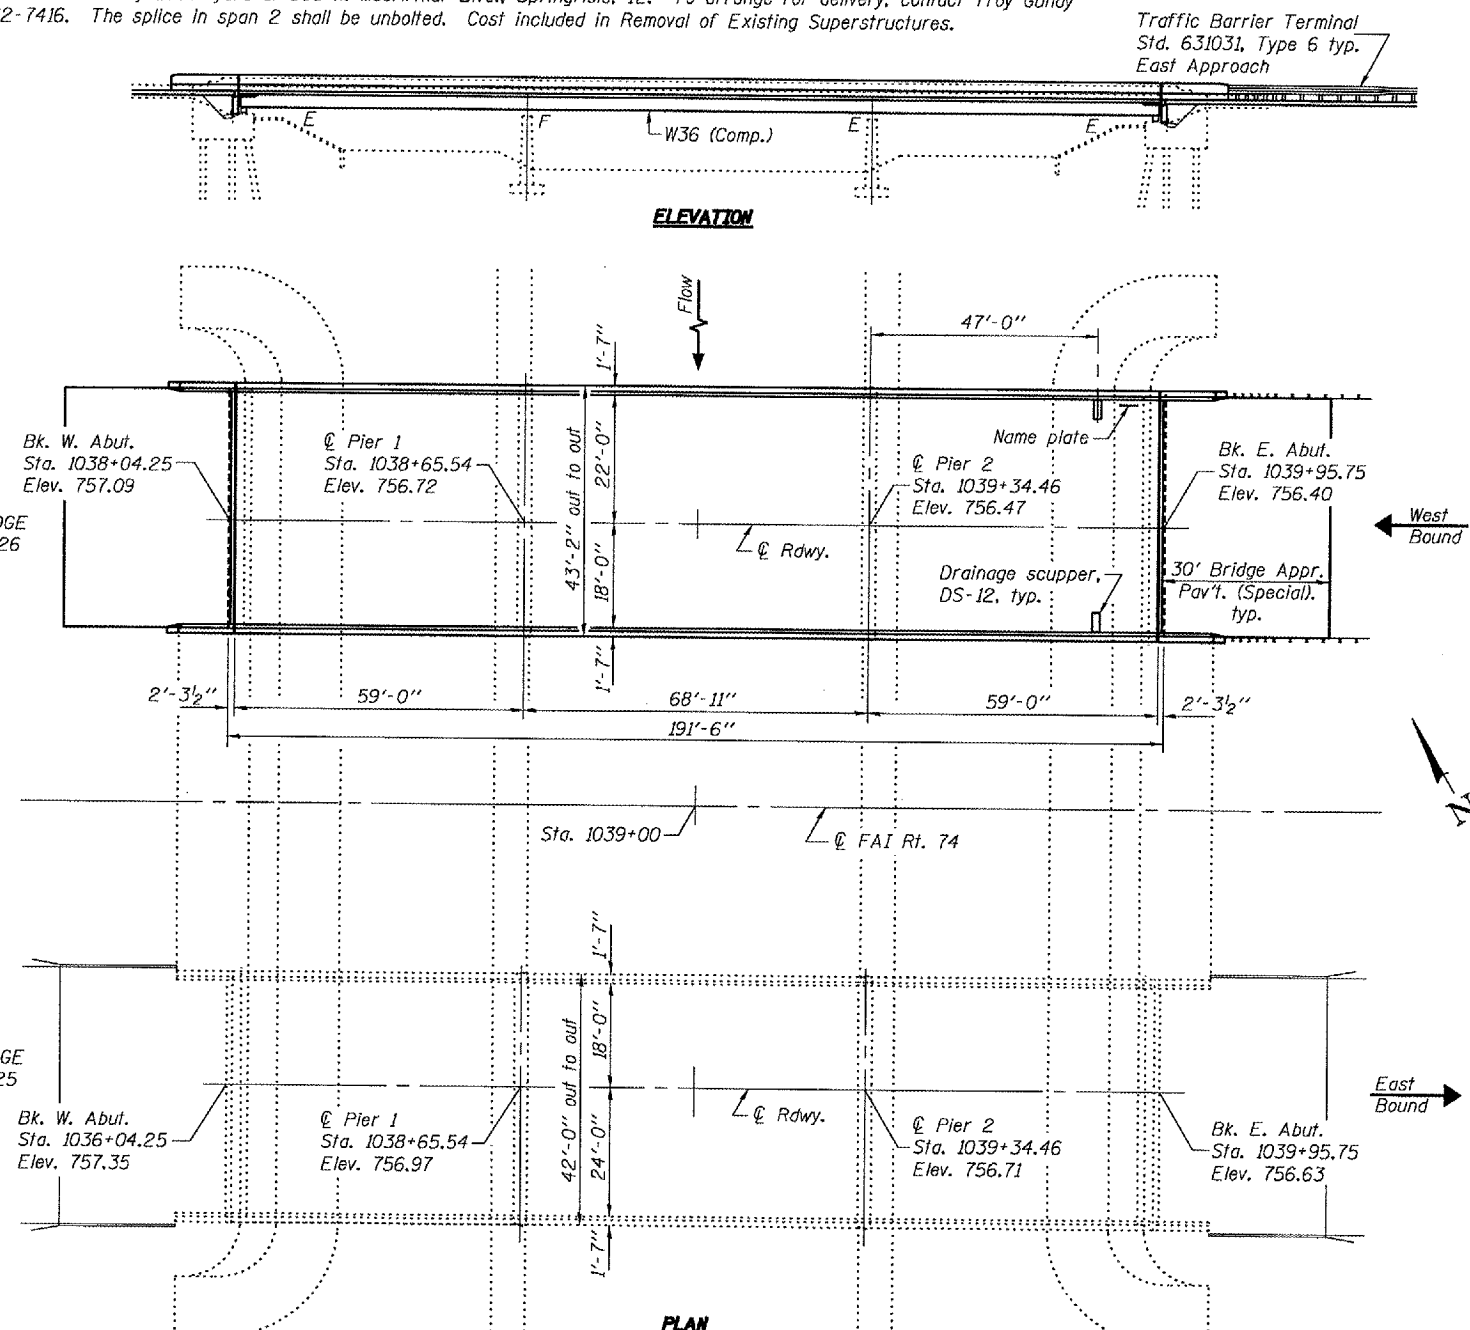 2-7416. The splice in span 2 shall be unbolted. Cost included in Removal of Existing Superstructures.
Traffic Barrier Terminal
Std. 631031, Type 6 typ.
East Approach
E
F
E
E
W36 (Comp.)
ELEVATION
Flow
47'-0"
1'-7"
Bk. W. Abut.
Sta. 1038+04.25
Elev. 757.09
℄ Pier 1
Sta. 1038+65.54
Elev. 756.72
43'-2" out to out
22'-0"
18'-0"
1'-7"
Name plate
℄ Pier 2
Sta. 1039+34.46
Elev. 756.47
Bk. E. Abut.
Sta. 1039+95.75
Elev. 756.40
26
℄ Rdwy.
West
Bound
Drainage scupper,
DS-12, typ.
30' Bridge Appr.
Pav't. (Special),
typ.
2'-3½"
59'-0"
68'-11"
59'-0"
2'-3½"
191'-6"
N
Sta. 1039+00
℄ FAI Rt. 74
1'-7"
42'-0" out to out
18'-0"
24'-0"
1'-7"
25
℄ Rdwy.
East
Bound
Bk. W. Abut.
Sta. 1036+04.25
Elev. 757.35
℄ Pier 1
Sta. 1038+65.54
Elev. 756.97
℄ Pier 2
Sta. 1039+34.46
Elev. 756.71
Bk. E. Abut.
Sta. 1039+95.75
Elev. 756.63
PLAN